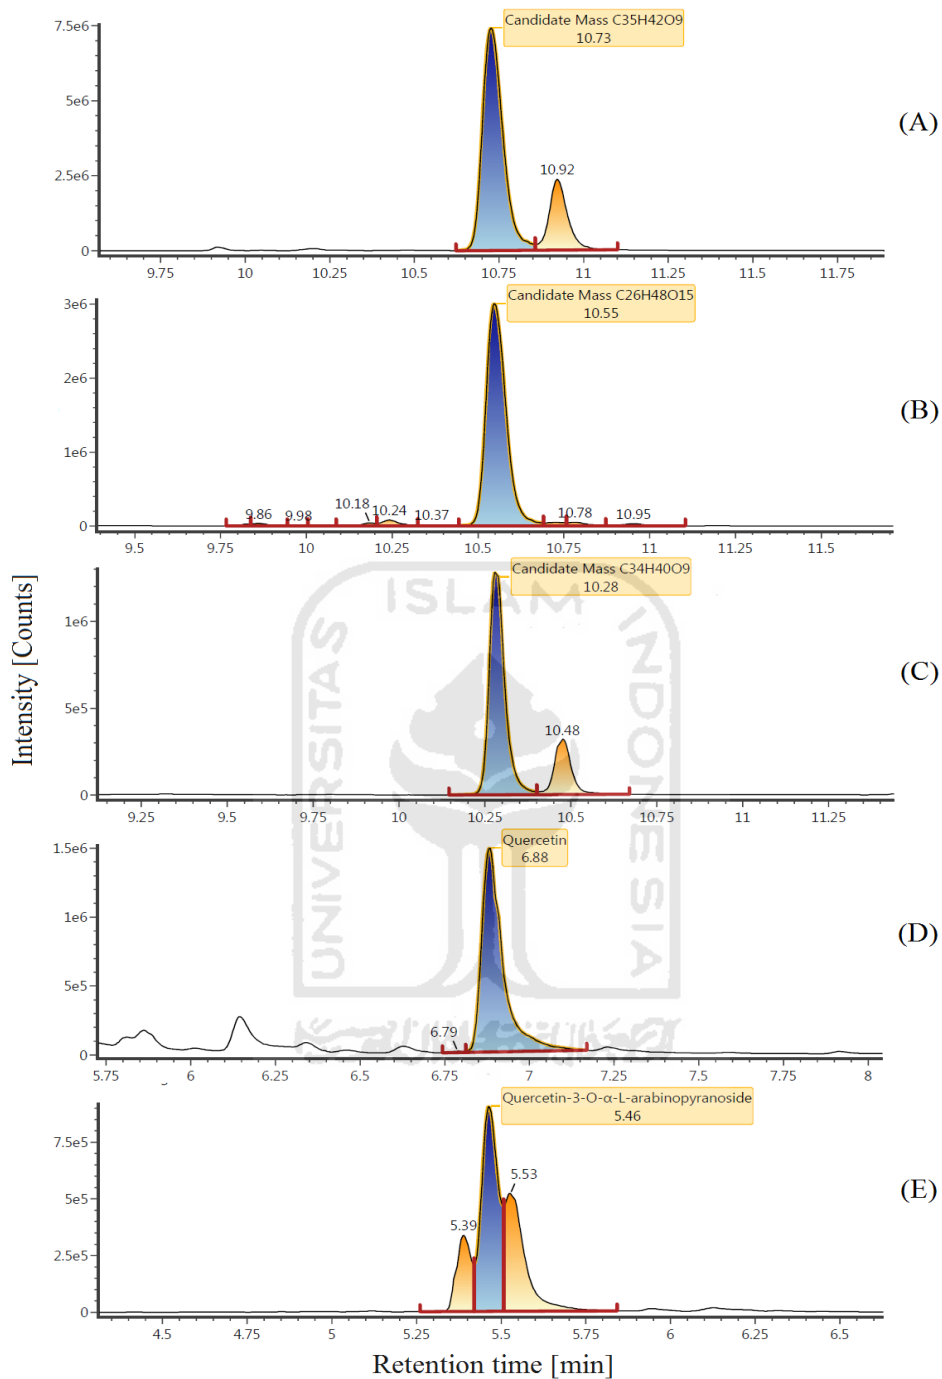 7.5e6
Candidate Mass C35H42O9
10.73
5e6
(A)
10.92
2.5e6
0
9.75 10 10.25 10.5 10.75 11 11.25 11.5 11.75
3e6
Candidate Mass C26H48O15
10.55
2e6
(B)
1e6
9.86 9.98 10.18 10.24 10.37 10.78 10.95
0
9.5 9.75 10 10.25 10.5 10.75 11 11.25 11.5
Candidate Mass C34H40O9
10.28
ISLAM
1e6
UNIVERSITAS
INDONESIA
(C)
Intensity [Counts]
5e5
10.48
0
9.25 9.5 9.75 10 10.25 10.5 10.75 11 11.25
1.5e6
Quercetin
6.88
1e6
(D)
5e5
6.79
0
5.75 6 6.25 6.5 6.75 7 7.25 7.5 7.75 8
Quercetin-3-O-α-L-arabinopyranoside
5.46
7.5e5
(E)
5.53
5e5
5.39
2.5e5
0
4.5 4.75 5 5.25 5.5 5.75 6 6.25 6.5
Retention time [min]